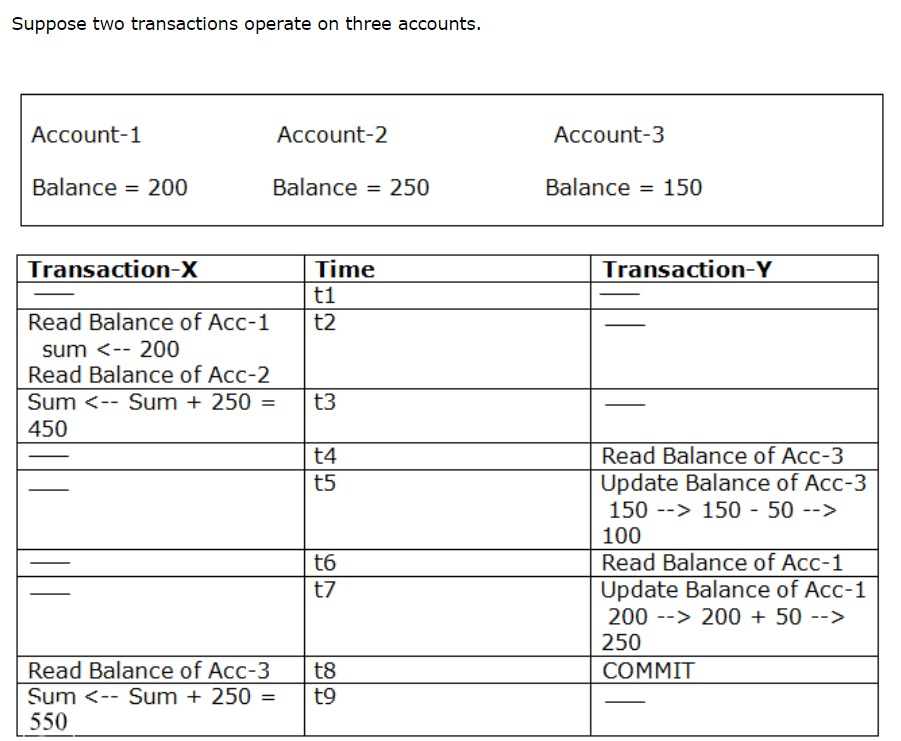 Suppose two transactions operate on three accounts.
Account-1 Account-2 Account-3
Balance = 200 Balance = 250 Balance = 150
Transaction-X Time Transaction-Y
—— t1 ——
Read Balance of Acc-1 t2 ——
sum <-- 200
Read Balance of Acc-2
Sum <-- Sum + 250 = t3 ——
450
—— t4 Read Balance of Acc-3
—— t5 Update Balance of Acc-3
150 --> 150 - 50 -->
100
—— t6 Read Balance of Acc-1
—— t7 Update Balance of Acc-1
200 --> 200 + 50 -->
250
Read Balance of Acc-3 t8 COMMIT
Sum <-- Sum + 250 = t9 ——
550